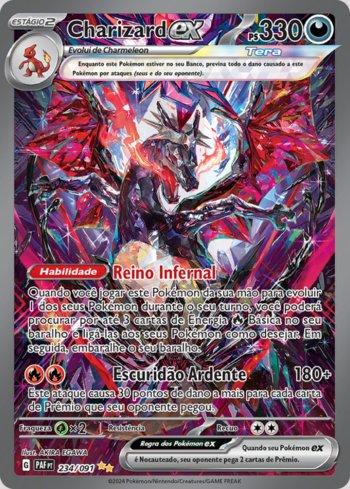 ESTÁGIO 2
Charizard ex PS 330
Evolui de Charmeleon
Tera
Enquanto este Pokémon estiver no seu Banco, previna todo o dano causado a este
Pokémon por ataques (seus e do seu oponente).
Habilidade Reino Infernal
Quando você jogar este Pokémon da sua mão para evoluir
1 dos seus Pokémon durante o seu turno, você poderá
procurar por até 3 cartas de Energia Básica no seu
baralho e ligá-las aos seus Pokémon como desejar. Em
seguida, embaralhe o seu baralho.
Escuridão Ardente 180+
Este ataque causa 30 pontos de dano a mais para cada carta
de Prêmio que seu oponente pegou.
Fraqueza ×2 Resistência Recuo
Ilust. AKIRA EGAWA
Regra dos Pokémon ex
Quando seu Pokémon ex
é Nocauteado, seu oponente pega 2 cartas de Prêmio.
G PAF PT 234/091
©2024 Pokémon/Nintendo/Creatures/GAME FREAK